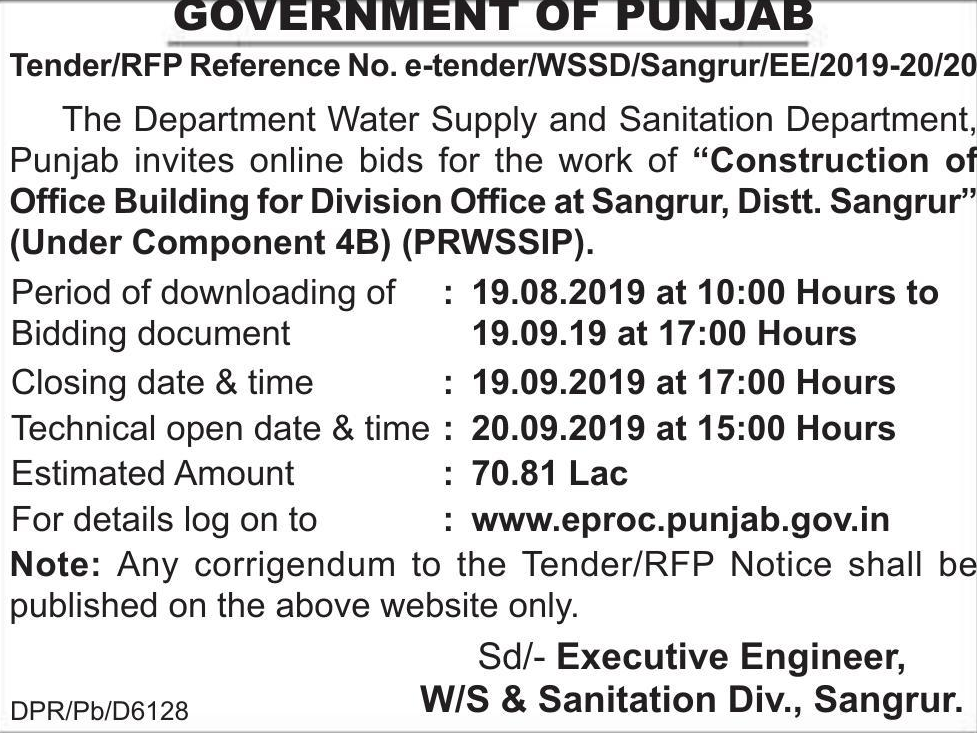 GOVERNMENT OF PUNJAB
Tender/RFP Reference No. e-tender/WSSD/Sangrur/EE/2019-20/20
The Department Water Supply and Sanitation Department,
Punjab invites online bids for the work of “Construction of
Office Building for Division Office at Sangrur, Distt. Sangrur”
(Under Component 4B) (PRWSSIP).
Period of downloading of : 19.08.2019 at 10:00 Hours to
Bidding document 19.09.19 at 17:00 Hours
Closing date & time : 19.09.2019 at 17:00 Hours
Technical open date & time : 20.09.2019 at 15:00 Hours
Estimated Amount : 70.81 Lac
For details log on to : www.eproc.punjab.gov.in
Note: Any corrigendum to the Tender/RFP Notice shall be
published on the above website only.
Sd/- Executive Engineer,
W/S & Sanitation Div., Sangrur.
DPR/Pb/D6128